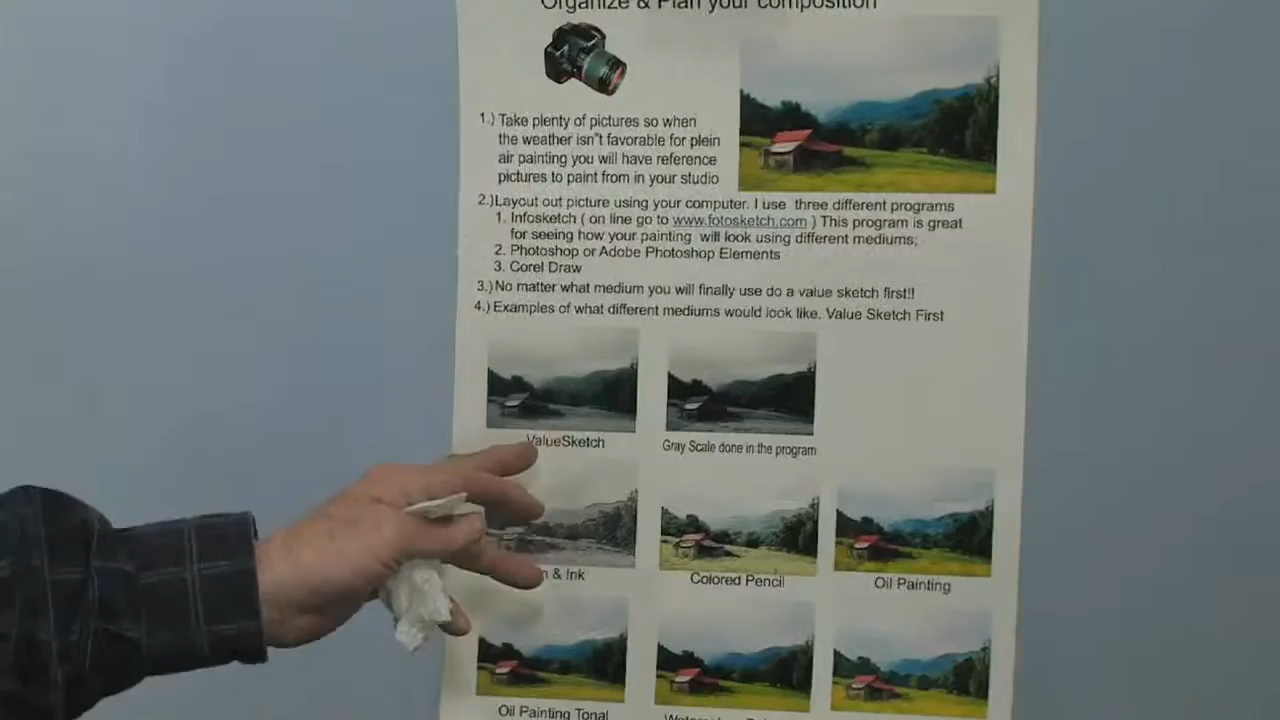 Organize & Plan your composition
1.) Take plenty of pictures so when
the weather isn"t favorable for plein
air painting you will have reference
pictures to paint from in your studio
2.)Layout out picture using your computer. I use three different programs
1. Infosketch ( on line go to www.fotosketch.com ) This program is great
for seeing how your painting will look using different mediums;
2. Photoshop or Adobe Photoshop Elements
3. Corel Draw
3.) No matter what medium you will finally use do a value sketch first!!
4.) Examples of what different mediums would look like. Value Sketch First
ValueSketch
Gray Scale done in the program
& Ink
Colored Pencil
Oil Painting
Oil Painting Tonal